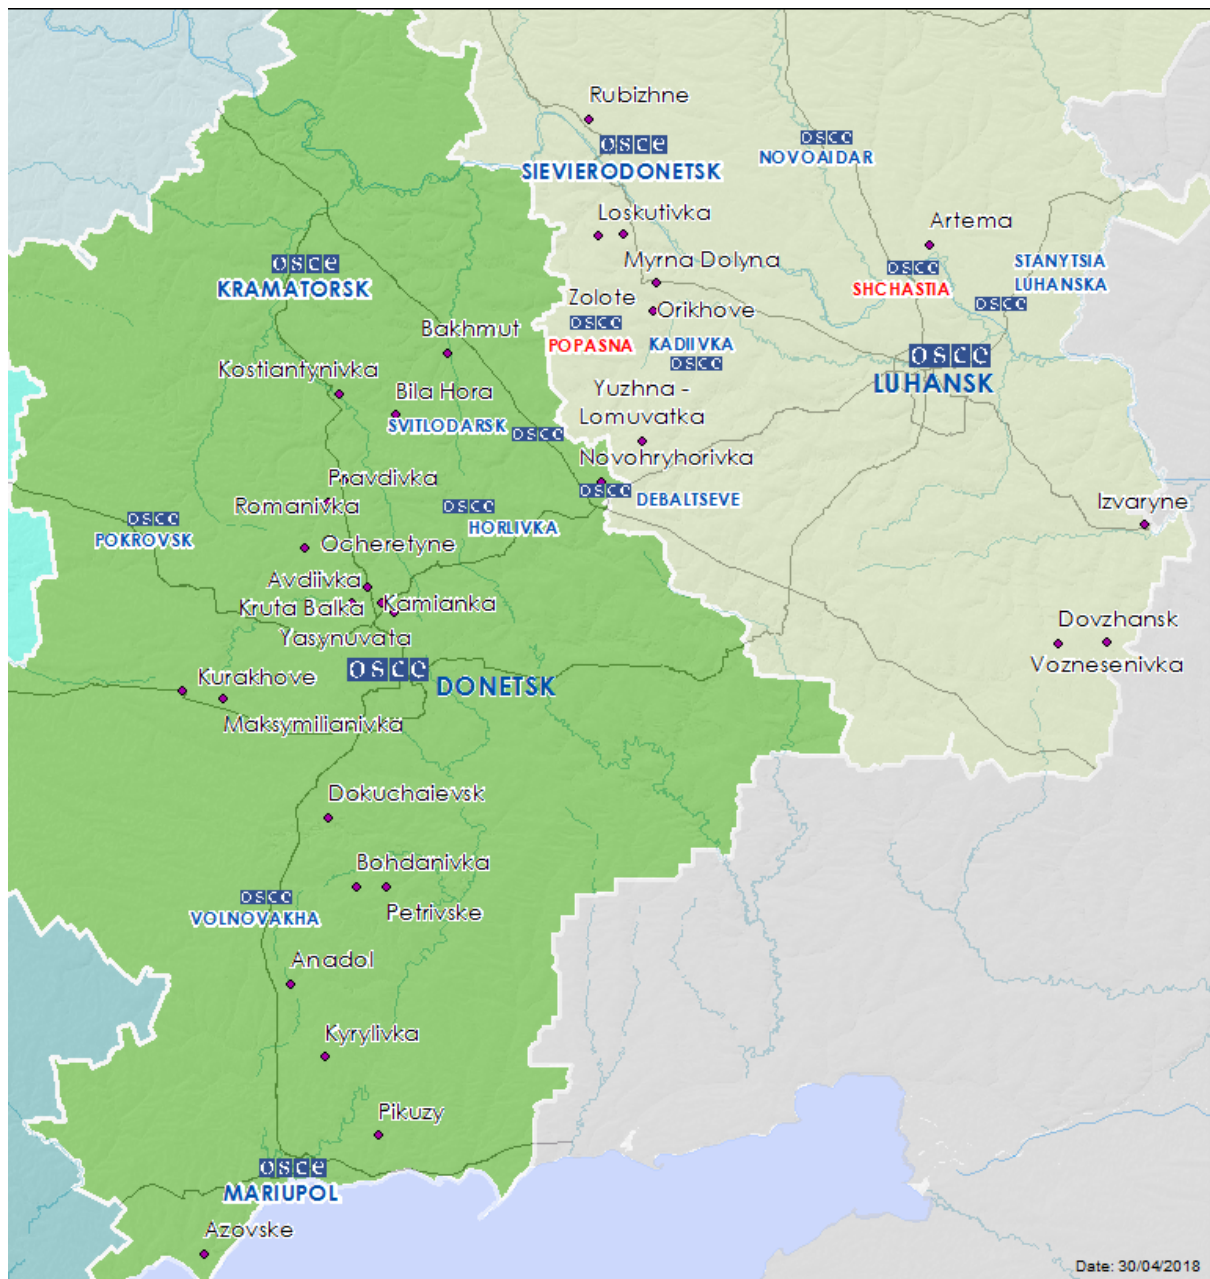 Rubizhne
OSCE
SIEVIERODONETSK
OSCE
NOVOAIDAR
Loskutivka
Artema
OSCE
KRAMATORSK
Myrna Dolyna
OSCE
SHCHASTIA
STANYTSIA
LUHANSKA
OSCE
Zolote
Orikhove
OSCE
POPASNA
KADIIVKA
OSCE
Bakhmut
OSCE
LUHANSK
Kostiantynivka
Bila Hora
SVITLODARSK
OSCE
Yuzhna -
Lomuvatka
Novohryhorivka
OSCE
DEBALTSEVE
Pravdivka
Romanivka
OSCE
HORLIVKA
OSCE
POKROVSK
Izvaryne
Ocheretyne
Avdiivka
Kruta Balka
Kamianka
Yasynuvata
Dovzhansk
Voznesenivka
OSCE
DONETSK
Kurakhove
Maksymilianivka
Dokuchaievsk
Bohdanivka
Petrivske
OSCE
VOLNOVAKHA
Anadol
Kyrylivka
Pikuzy
OSCE
MARIUPOL
Azovske
Date: 30/04/2018